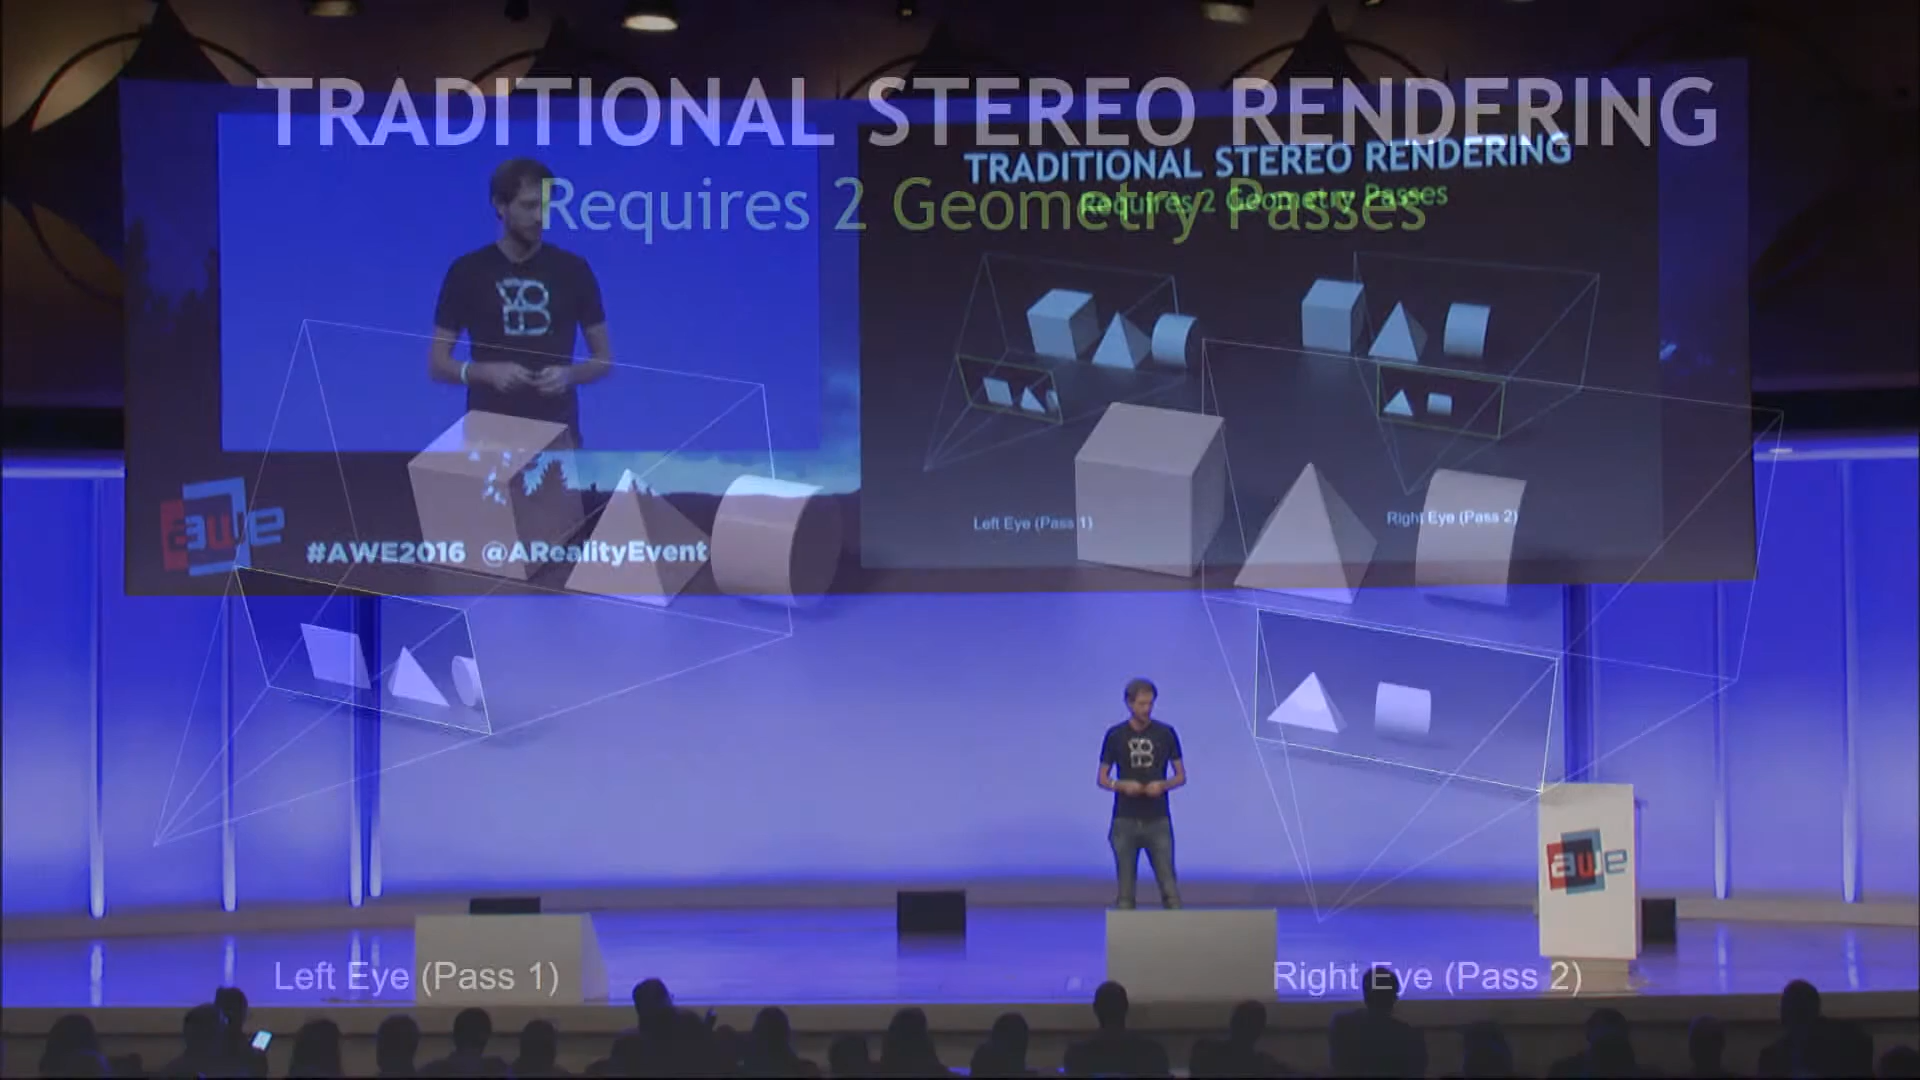 TRADITIONAL STEREO RENDERING
Requires 2 Geometry Passes
TRADITIONAL STEREO RENDERING
Requires 2 Geometry Passes
Left Eye (Pass 1)
Right Eye (Pass 2)
awe
#AWE2016 @ARealityEvent
awe
Left Eye (Pass 1)
Right Eye (Pass 2)